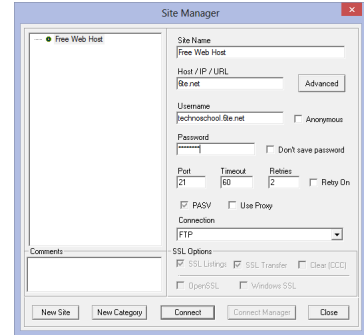 Site Manager
Free Web Host
Site Name
Free Web Host
Host / IP / URL
6te.net
Advanced
Username
technoschool.6te.net
Anonymous
Password
********
Don't save password
Port Timeout Retries
21 60 2 Retry On
PASV Use Proxy
Connection
FTP
Comments
SSL Options
SSL Listings SSL Transfer Clear (CCC)
OpenSSL Windows SSL
New Site New Category Connect Connect Manager Close